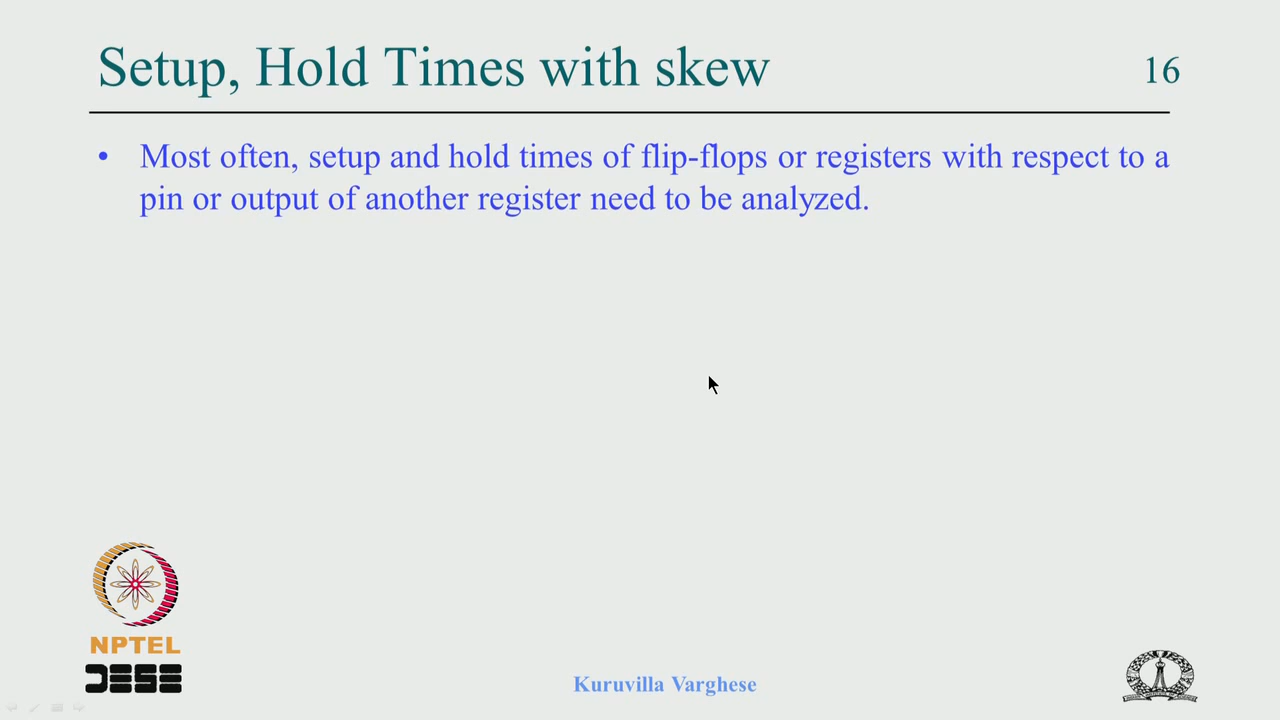 Setup, Hold Times with skew
16
• Most often, setup and hold times of flip-flops or registers with respect to a
pin or output of another register need to be analyzed.
NPTEL
DESE
Kuruvilla Varghese